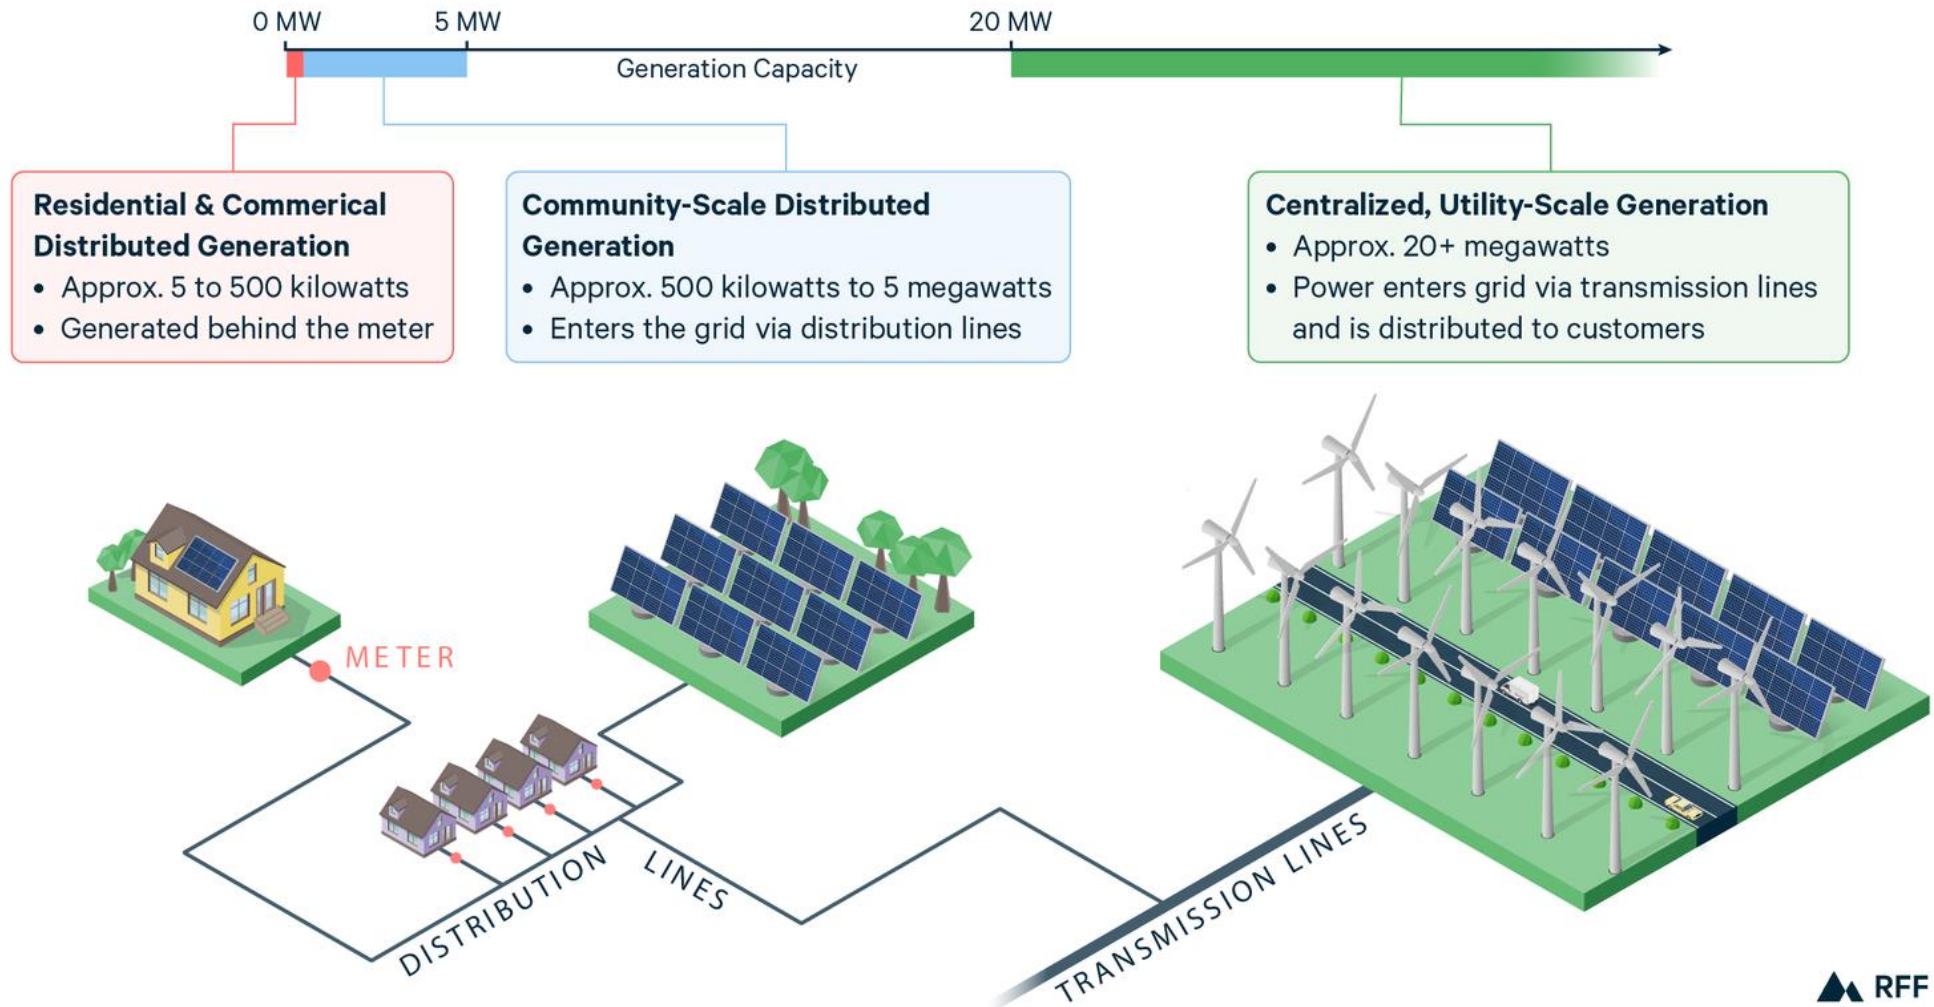 0 MW
5 MW
20 MW
Generation Capacity
Residential & Commerical
Distributed Generation
• Approx. 5 to 500 kilowatts
• Generated behind the meter
Community-Scale Distributed
Generation
• Approx. 500 kilowatts to 5 megawatts
• Enters the grid via distribution lines
Centralized, Utility-Scale Generation
• Approx. 20+ megawatts
• Power enters grid via transmission lines
and is distributed to customers
METER
DISTRIBUTION
LINES
TRANSMISSION LINES
RFF